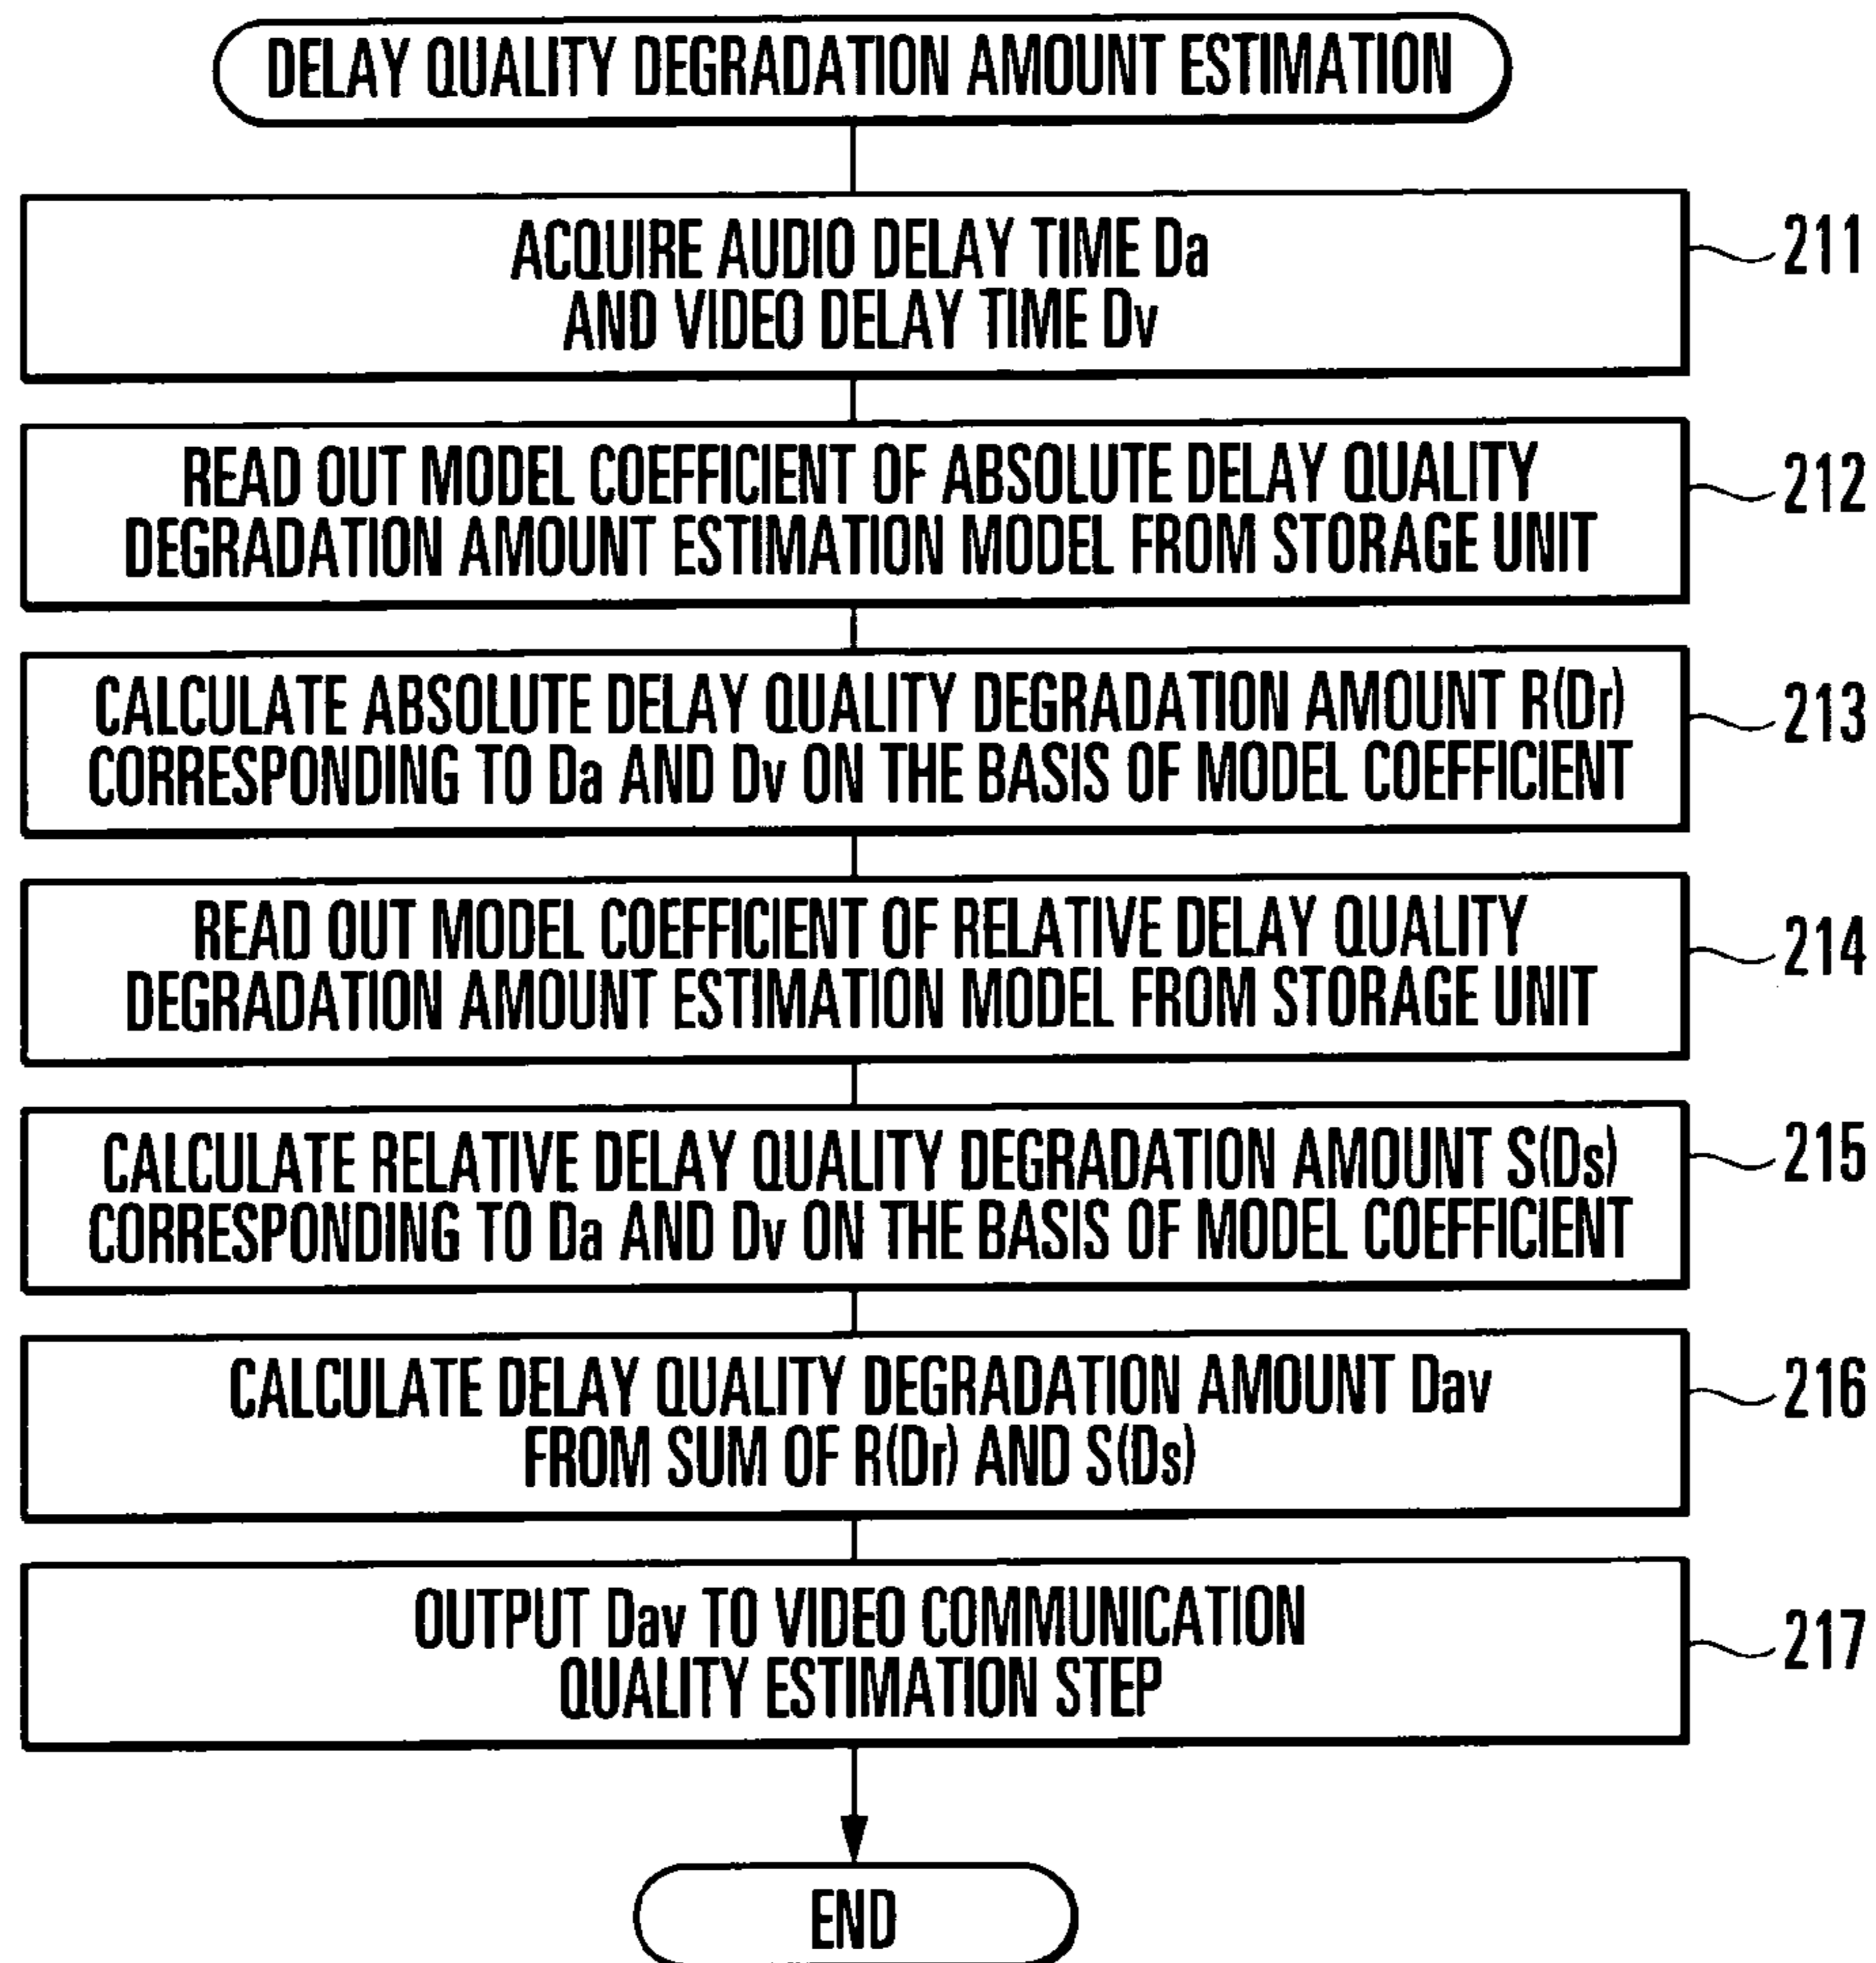 DELAY QUALITY DEGRADATION AMOUNT ESTIMATION
ACQUIRE AUDIO DELAY TIME Da
AND VIDEO DELAY TIME Dv
211
READ OUT MODEL COEFFICIENT OF ABSOLUTE DELAY QUALITY
DEGRADATION AMOUNT ESTIMATION MODEL FROM STORAGE UNIT
212
CALCULATE ABSOLUTE DELAY QUALITY DEGRADATION AMOUNT R(Dr)
CORRESPONDING TO Da AND Dv ON THE BASIS OF MODEL COEFFICIENT
213
READ OUT MODEL COEFFICIENT OF RELATIVE DELAY QUALITY
DEGRADATION AMOUNT ESTIMATION MODEL FROM STORAGE UNIT
214
CALCULATE RELATIVE DELAY QUALITY DEGRADATION AMOUNT S(Ds)
CORRESPONDING TO Da AND Dv ON THE BASIS OF MODEL COEFFICIENT
215
CALCULATE DELAY QUALITY DEGRADATION AMOUNT Dav
FROM SUM OF R(Dr) AND S(Ds)
216
OUTPUT Dav TO VIDEO COMMUNICATION
QUALITY ESTIMATION STEP
217
END